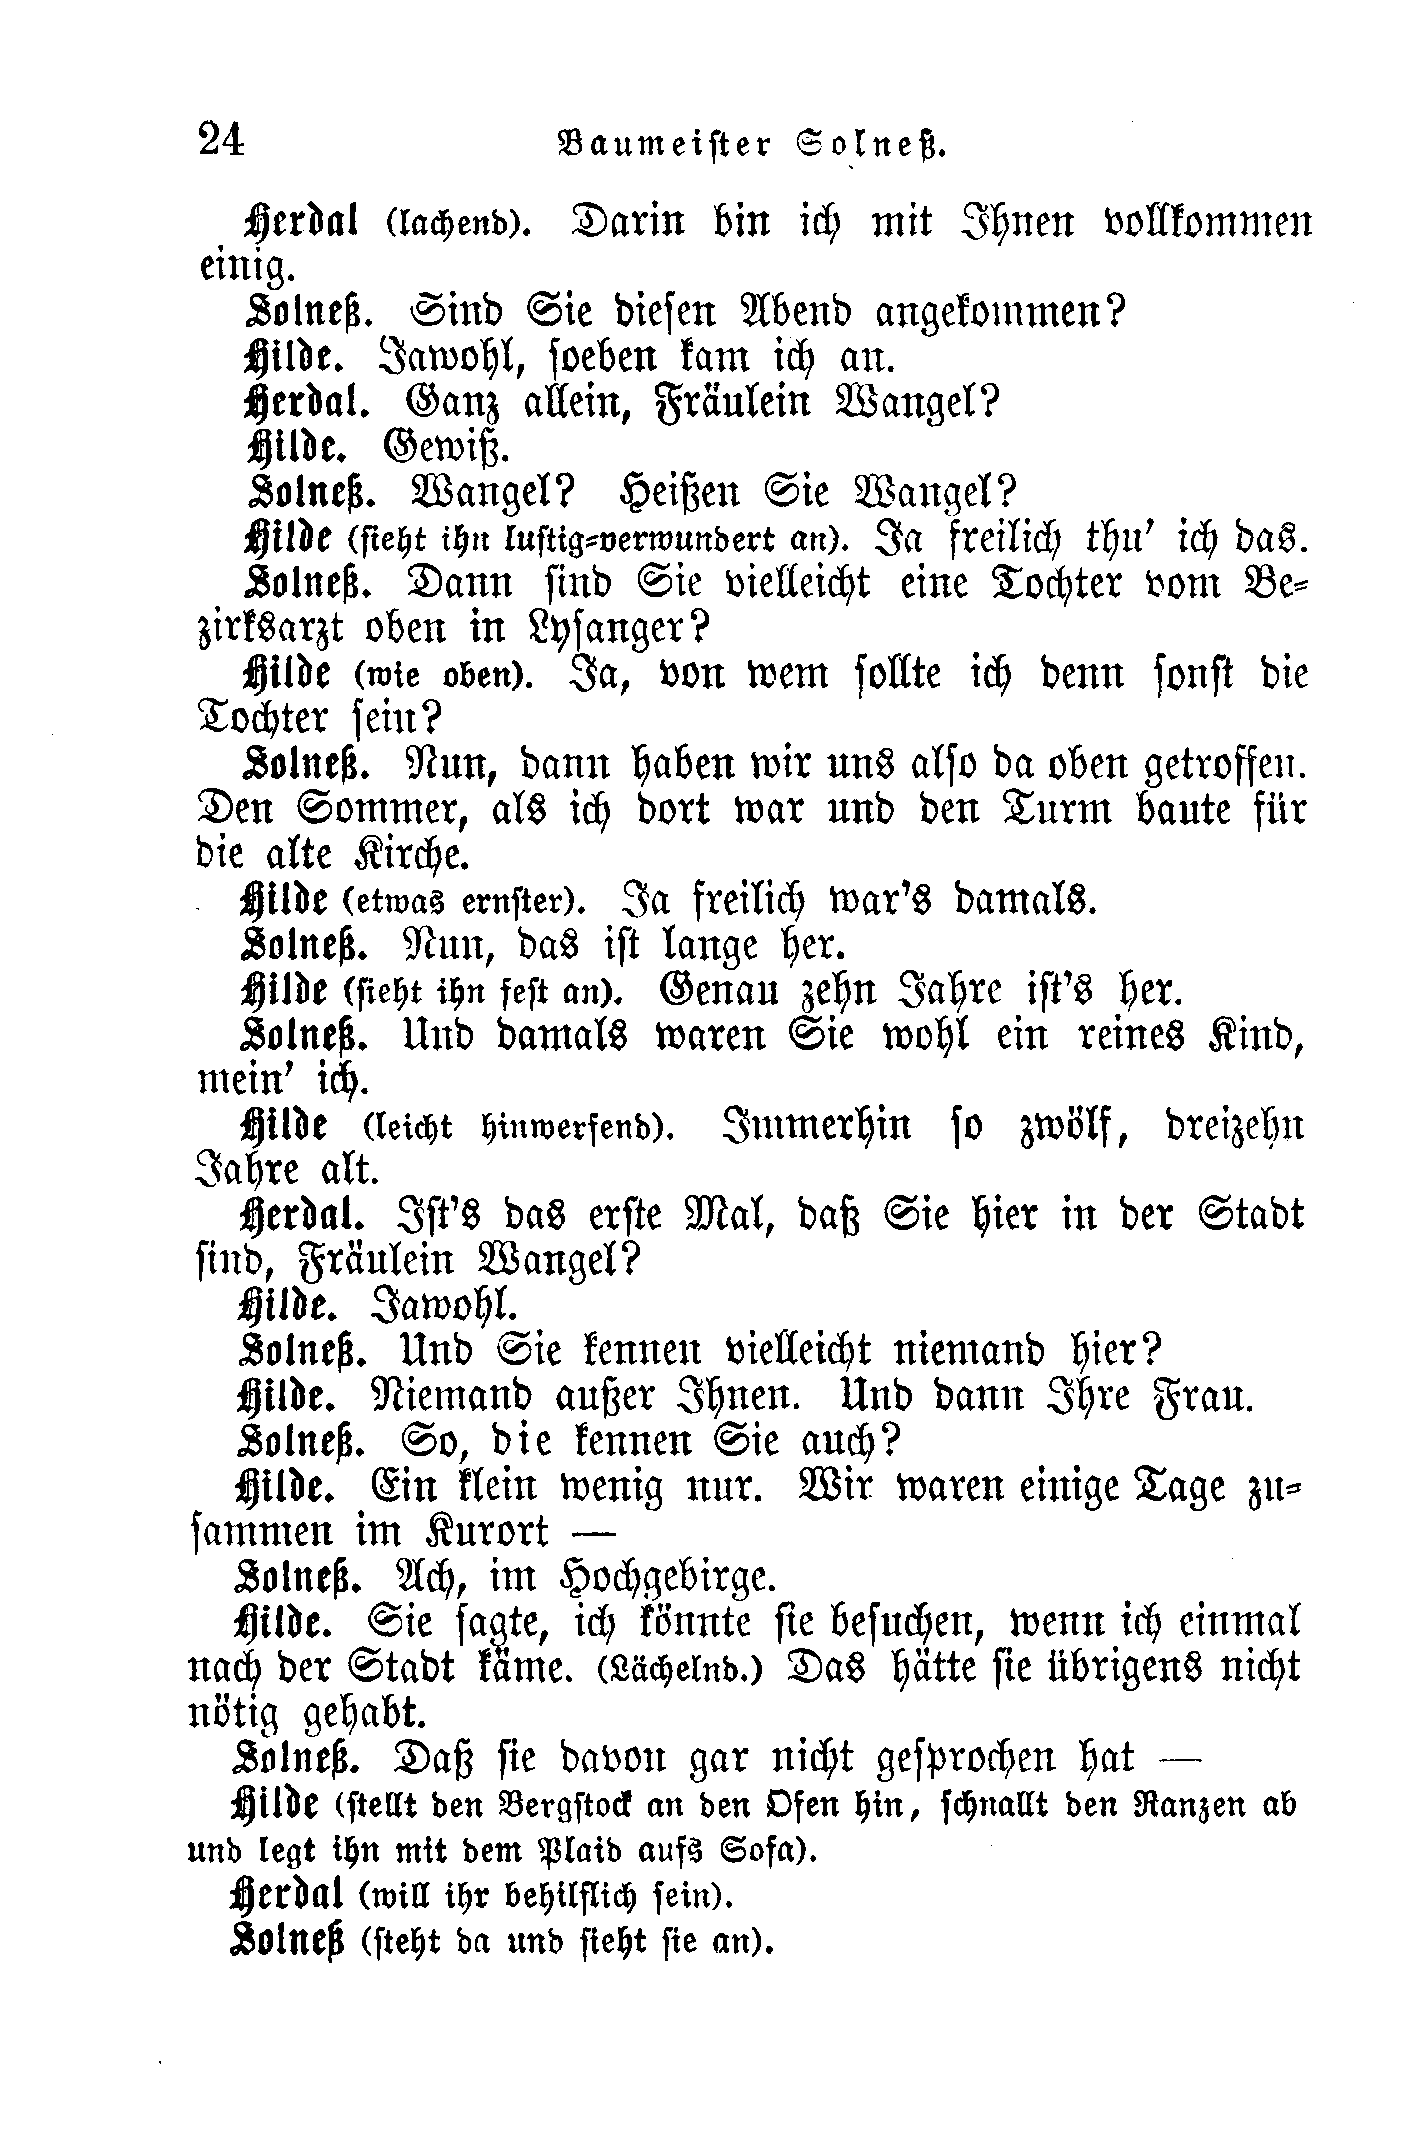 24 Baumeister Solneß.
Herdal (lachend). Darin bin ich mit Ihnen vollkommen
einig.
Solneß. Sind Sie diesen Abend angekommen?
Hilde. Jawohl, soeben kam ich an.
Herdal. Ganz allein, Fräulein Wangel?
Hilde. Gewiß.
Solneß. Wangel? Heißen Sie Wangel?
Hilde (sieht ihn lustig-verwundert an). Ja freilich thu' ich das.
Solneß. Dann sind Sie vielleicht eine Tochter vom Be-
zirksarzt oben in Lysanger?
Hilde (wie oben). Ja, von wem sollte ich denn sonst die
Tochter sein?
Solneß. Nun, dann haben wir uns also da oben getroffen.
Den Sommer, als ich dort war und den Turm baute für
die alte Kirche.
Hilde (etwas ernster). Ja freilich war's damals.
Solneß. Nun, das ist lange her.
Hilde (sieht ihn fest an). Genau zehn Jahre ist's her.
Solneß. Und damals waren Sie wohl ein reines Kind,
mein' ich.
Hilde (leicht hinwerfend). Immerhin so zwölf, dreizehn
Jahre alt.
Herdal. Ist's das erste Mal, daß Sie hier in der Stadt
sind, Fräulein Wangel?
Hilde. Jawohl.
Solneß. Und Sie kennen vielleicht niemand hier?
Hilde. Niemand außer Ihnen. Und dann Ihre Frau.
Solneß. So, die kennen Sie auch?
Hilde. Ein klein wenig nur. Wir waren einige Tage zu-
sammen im Kurort —
Solneß. Ach, im Hochgebirge.
Hilde. Sie sagte, ich könnte sie besuchen, wenn ich einmal
nach der Stadt käme. (Lächelnd.) Das hätte sie übrigens nicht
nötig gehabt.
Solneß. Daß sie davon gar nicht gesprochen hat —
Hilde (stellt den Bergstock an den Ofen hin, schnallt den Ranzen ab
und legt ihn mit dem Plaid aufs Sofa).
Herdal (will ihr behilflich sein).
Solneß (steht da und sieht sie an).